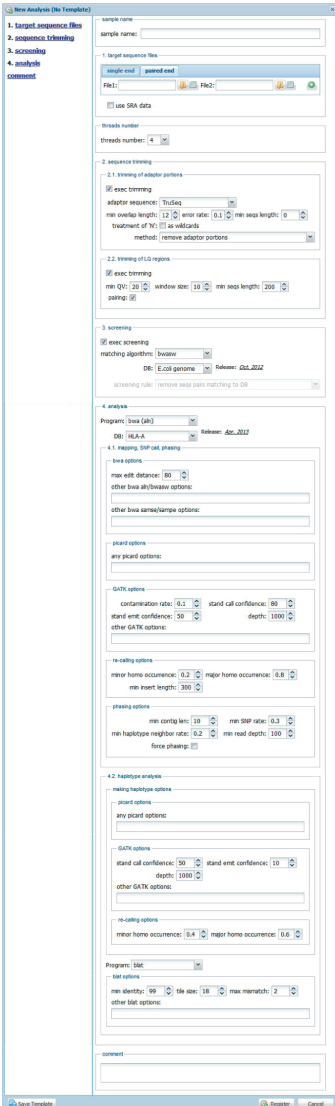 New Analysis (No Template)
1. target sequence files
2. sequence trimming
3. screening
4. analysis
comment
sample name
sample name:
1. target sequence files
single end paired end
File1: File2:
use SRA data
threads number
threads number: 4
2. sequence trimming
2.1. trimming of adaptor portions
exec trimming
adaptor sequence: TruSeq
min overlap length: 12 error rate: 0.1 min seqs length: 0
treatment of 'N': as wildcards
method: remove adaptor portions
2.2. trimming of LQ regions
exec trimming
min QV: 20 window size: 10 min seqs length: 200
pairing:
3. screening
exec screening
matching algorithm: bwasw
DB: E.coli genome Release: Oct. 2012
screening rule: remove seqs pairs matching to DB
4. analysis
Program: bwa (aln)
DB: HLA-A Release: Apr. 2013
4.1. mapping, SNP call, phasing
bwa options
max edit distance: 80
other bwa aln/bwasw options:
other bwa samse/sampe options:
picard options
any picard options:
GATK options
contamination rate: 0.1 stand call confidence: 80
stand emit confidence: 50 depth: 1000
other GATK options:
re-calling options
minor homo occurrence: 0.2 major homo occurrence: 0.8
min insert length: 300
phasing options
min contig len: 10 min SNP rate: 0.3
min haplotype neighbor rate: 0.2 min read depth: 100
force phasing:
4.2. haplotype analysis
making haplotype options
picard options
any picard options:
GATK options
stand call confidence: 50 stand emit confidence: 10
depth: 1000
other GATK options:
re-calling options
minor homo occurrence: 0.4 major homo occurrence: 0.6
Program: blat
blat options
min identity: 99 tile size: 18 max mismatch: 2
other blat options:
comment
Save Template Register Cancel